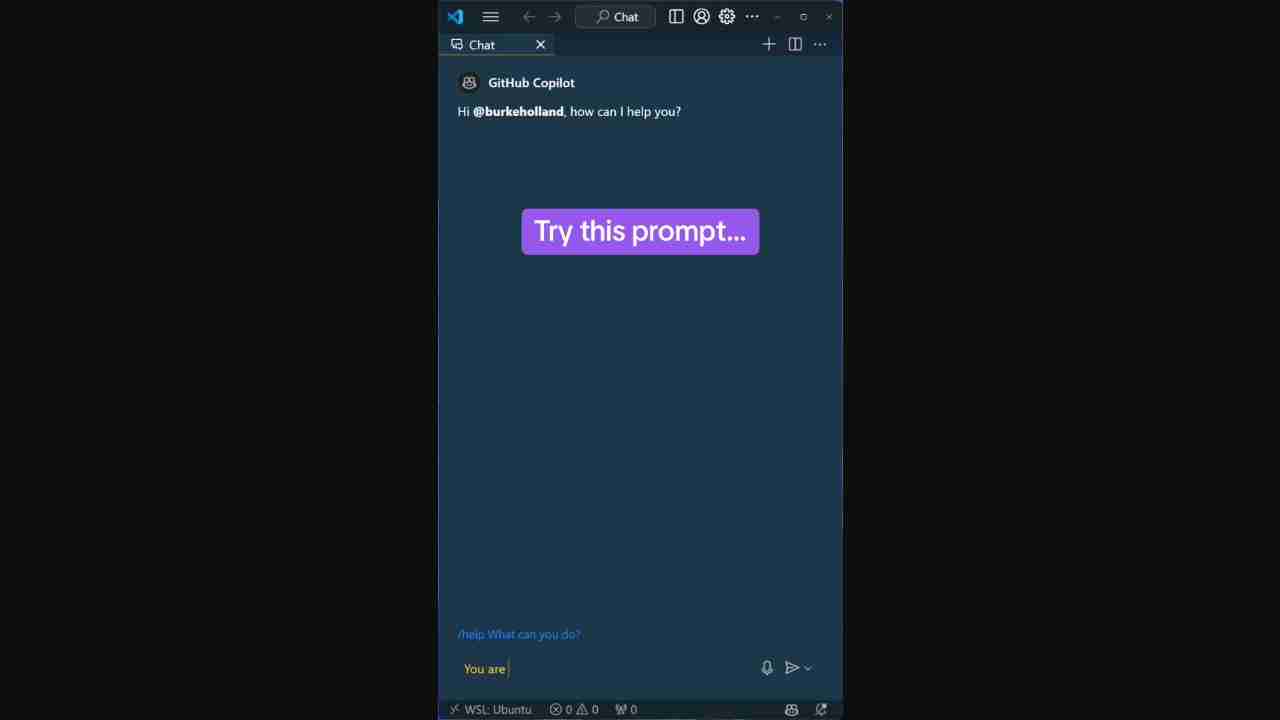 Chat
Chat
GitHub Copilot
Hi @burkeholland, how can I help you?
Try this prompt...
/help What can you do?
You are
WSL: Ubuntu 0 0 0